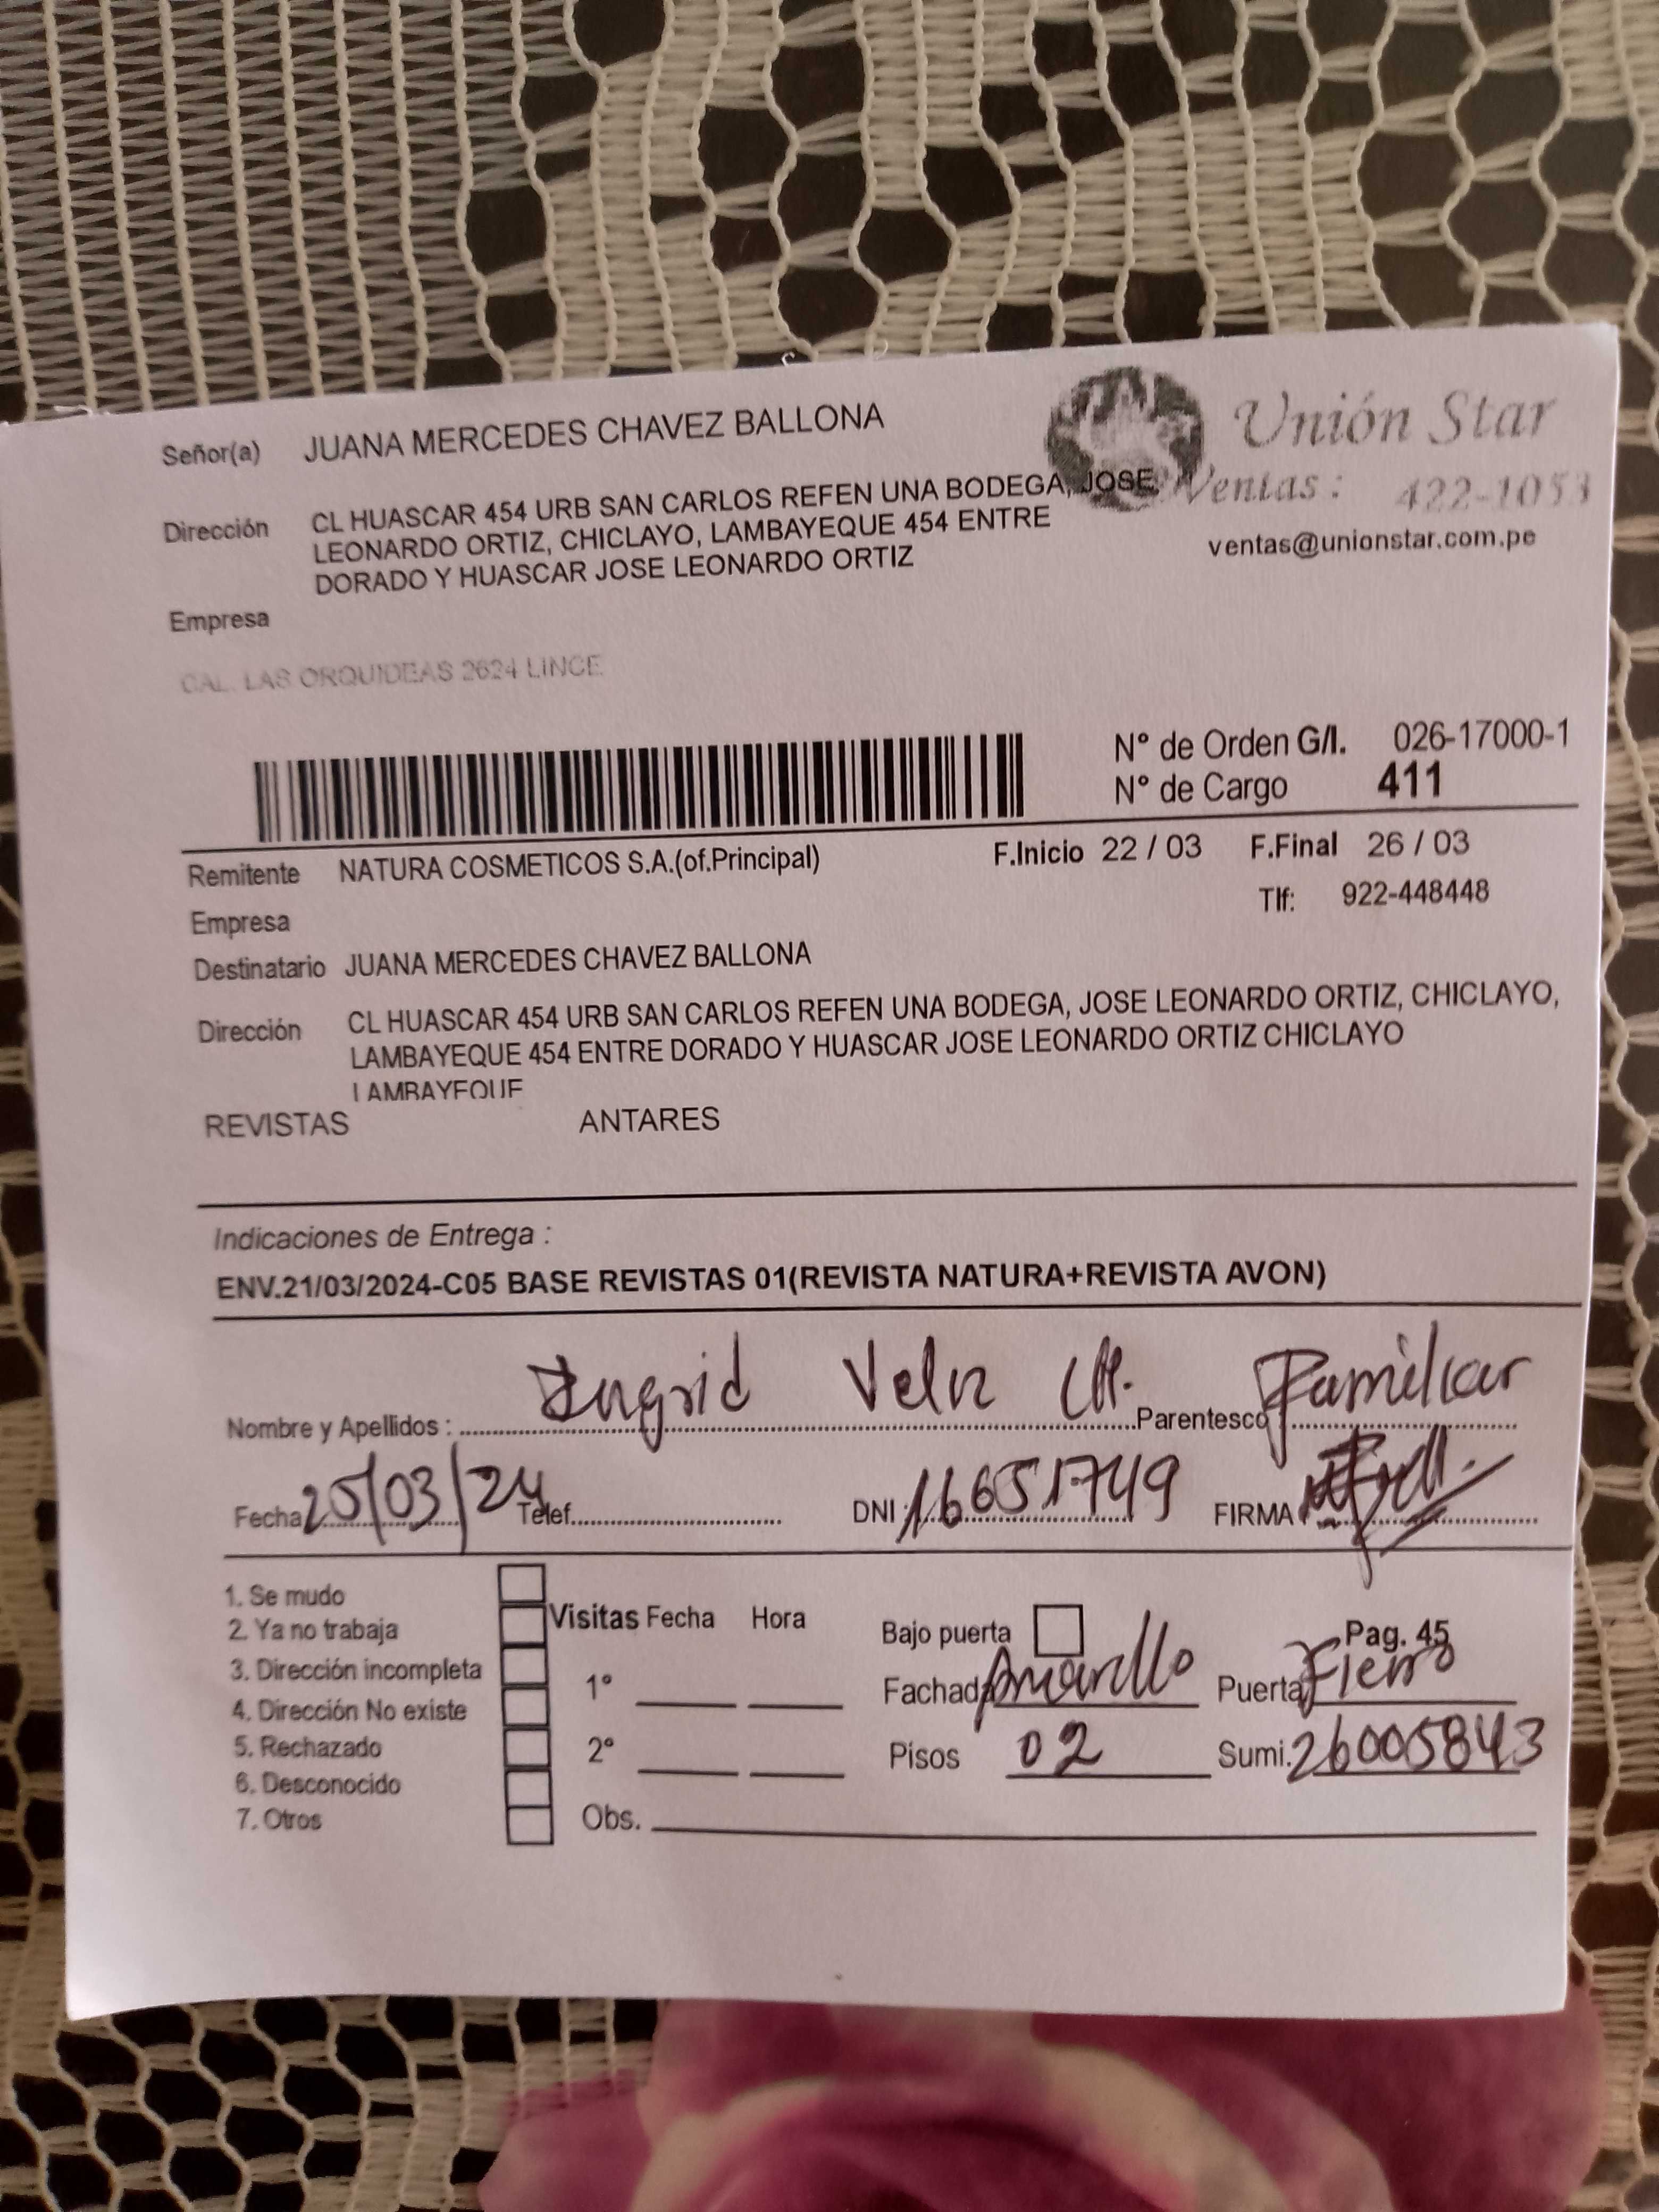 Señor(a) JUANA MERCEDES CHAVEZ BALLONA
Unión Star
Ventas : 422-1053
ventas@unionstar.com.pe
Dirección CL HUASCAR 454 URB SAN CARLOS REFEN UNA BODEGA, JOSE
LEONARDO ORTIZ, CHICLAYO, LAMBAYEQUE 454 ENTRE
DORADO Y HUASCAR JOSE LEONARDO ORTIZ
Empresa
CAL. LAS ORQUIDEAS 2624 LINCE
N° de Orden G/I. 026-17000-1
N° de Cargo 411
Remitente NATURA COSMETICOS S.A.(of.Principal) F.Inicio 22 / 03 F.Final 26 / 03
Empresa Tlf: 922-448448
Destinatario JUANA MERCEDES CHAVEZ BALLONA
Dirección CL HUASCAR 454 URB SAN CARLOS REFEN UNA BODEGA, JOSE LEONARDO ORTIZ, CHICLAYO,
LAMBAYEQUE 454 ENTRE DORADO Y HUASCAR JOSE LEONARDO ORTIZ CHICLAYO
LAMBAYEQUE
REVISTAS ANTARES
Indicaciones de Entrega :
ENV.21/03/2024-C05 BASE REVISTAS 01(REVISTA NATURA+REVISTA AVON)
Nombre y Apellidos : Ingrid Parentesco Familiar
Fecha 25/03/24 Telef. DNI 16651749 FIRMA
1. Se mudo
2. Ya no trabaja
3. Dirección incompleta
4. Dirección No existe
5. Rechazado
6. Desconocido
7. Otros
Visitas Fecha Hora
1°
2°
Obs.
Bajo puerta Pag. 45
Fachada Amarillo Puerta Fierro
Pisos 02 Sumi. 26005843